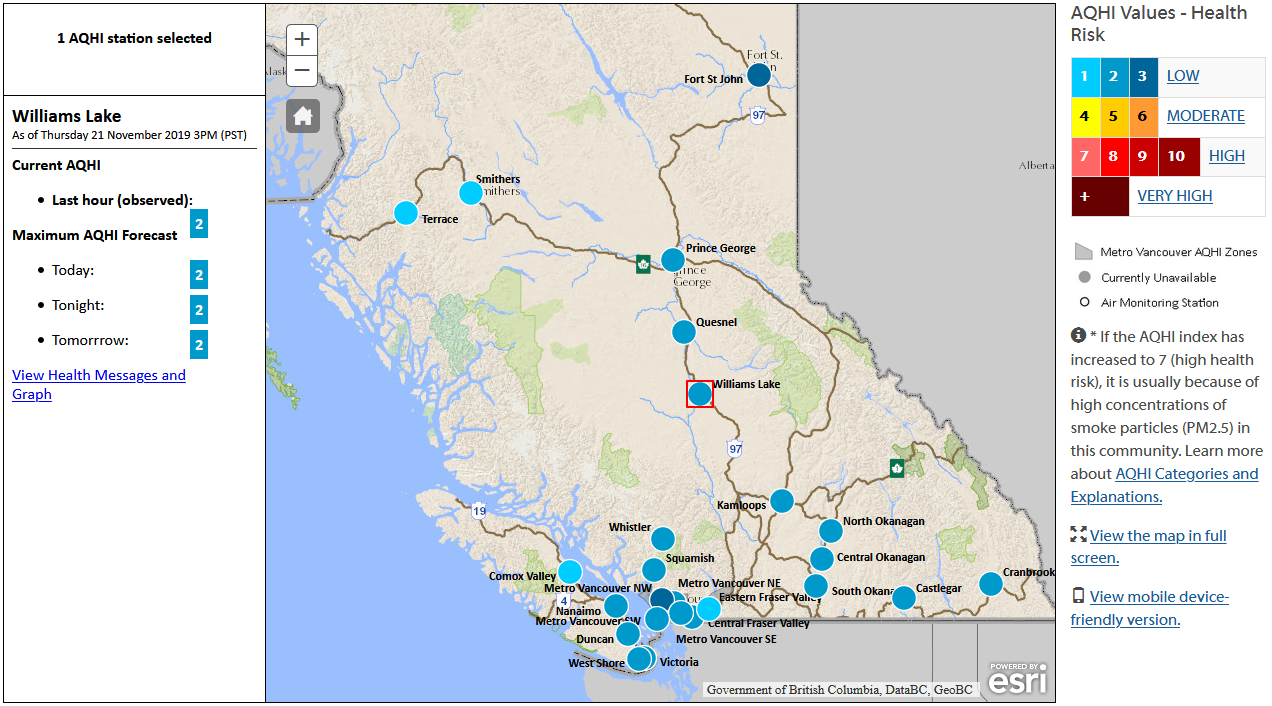 1 AQHI station selected
Williams Lake
As of Thursday 21 November 2019 3PM (PST)
Current AQHI
Last hour (observed):
2
Maximum AQHI Forecast
Today:
2
Tonight:
2
Tomorrrow:
2
View Health Messages and
Graph
+
−
Fort St.
Fort St John
97
Alberta
Smithers
Terrace
Prince George
Prince
George
16
Quesnel
Williams Lake
97
1
Kamloops
19
North Okanagan
Whistler
Central Okanagan
Squamish
Comox Valley
Metro Vancouver NW
Metro Vancouver NE
Cranbrook
South Okana
Castlegar
4
Eastern Fraser Valley
Nanaimo
Metro Vancouver SW
Central Fraser Valley
Duncan
Metro Vancouver SE
West Shore
Victoria
Government of British Columbia, DataBC, GeoBC
POWERED BY
esri
AQHI Values - Health
Risk
1 2 3 LOW
4 5 6 MODERATE
7 8 9 10 HIGH
+ VERY HIGH
Metro Vancouver AQHI Zones
Currently Unavailable
Air Monitoring Station
* If the AQHI index has
increased to 7 (high health
risk), it is usually because of
high concentrations of
smoke particles (PM2.5) in
this community. Learn more
about AQHI Categories and
Explanations.
View the map in full
screen.
View mobile device-
friendly version.